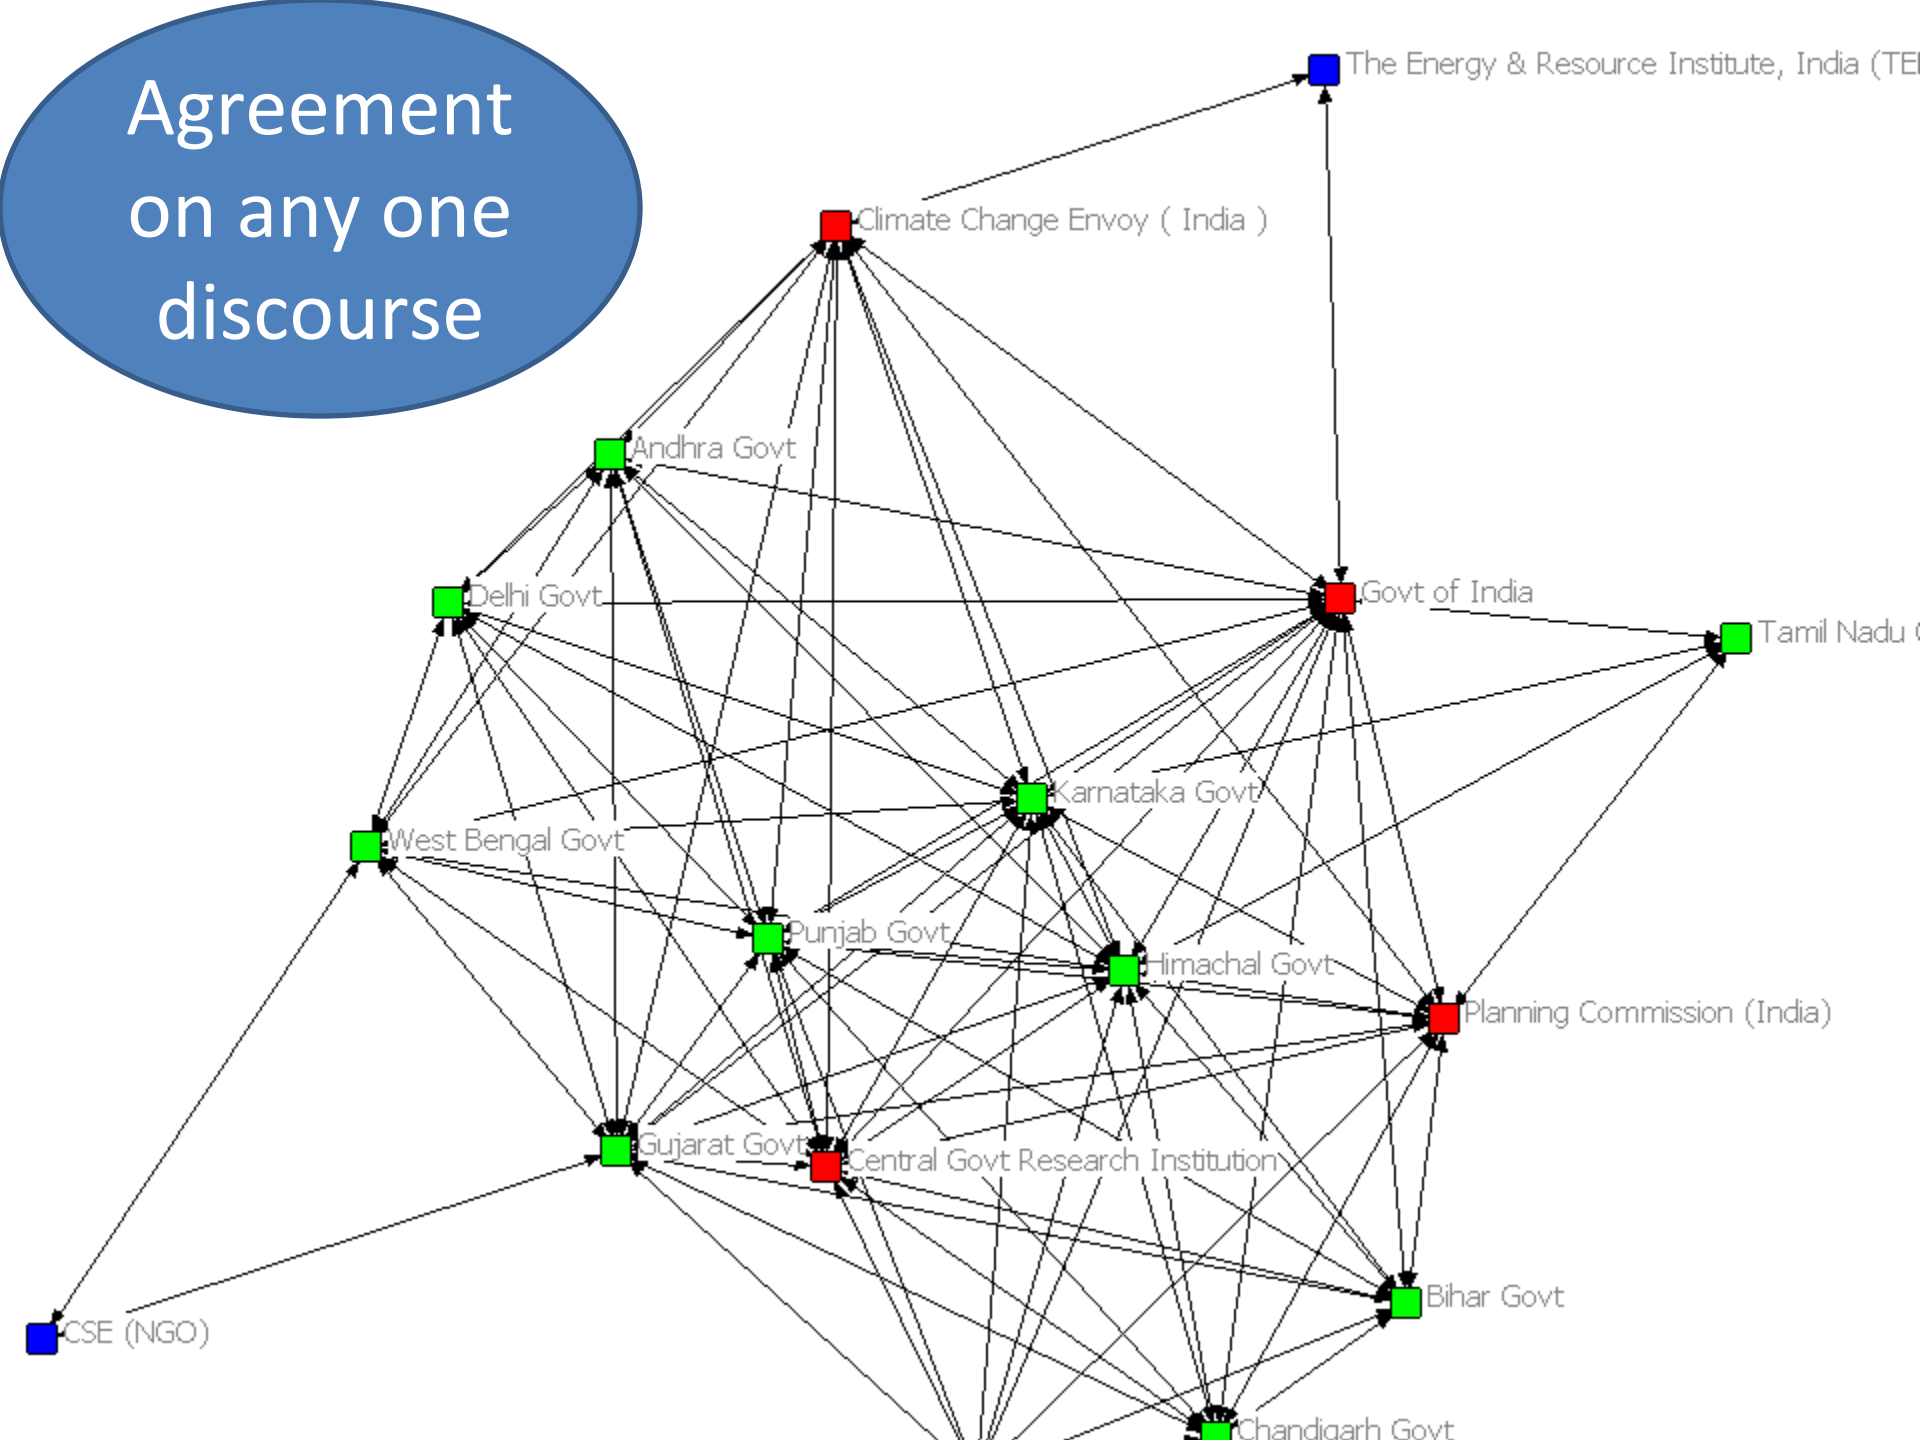 Agreement
on any one
discourse
The Energy & Resource Institute, India
Climate Change Envoy ( India )
Andhra Govt
Delhi Govt
Govt of India
Tamil Nadu
Karnataka Govt
West Bengal Govt
Punjab Govt
Himachal Govt
Planning Commission (India)
Gujarat Govt
Central Govt Research Institution
Bihar Govt
CSE (NGO)
Chandigarh Govt